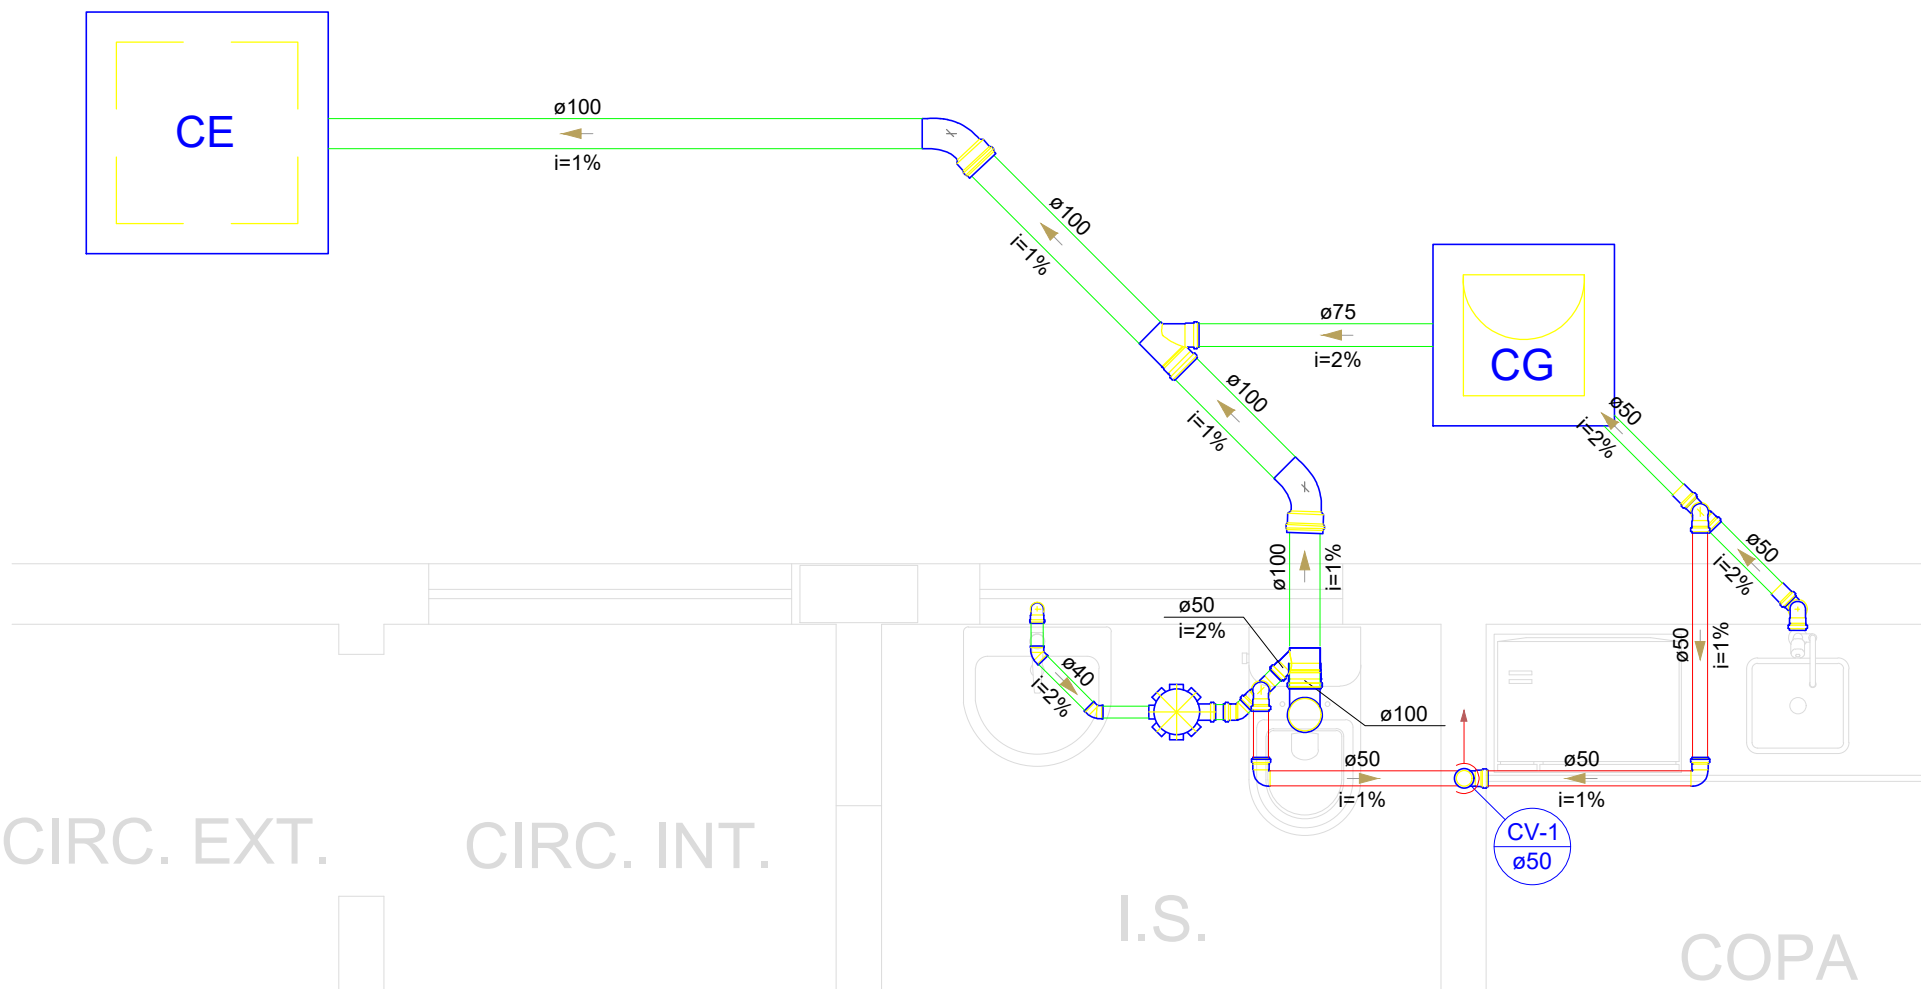 ø100
CE
i=1%
ø100
i=1%
ø75
i=2%
CG
ø100
i=1%
ø50
i=2%
ø100
i=1%
ø50
i=2%
ø50
i=2%
ø50
i=1%
ø40
i=2%
ø100
ø50
i=1%
ø50
i=1%
CV-1
ø50
CIRC. EXT.
CIRC. INT.
I.S.
COPA